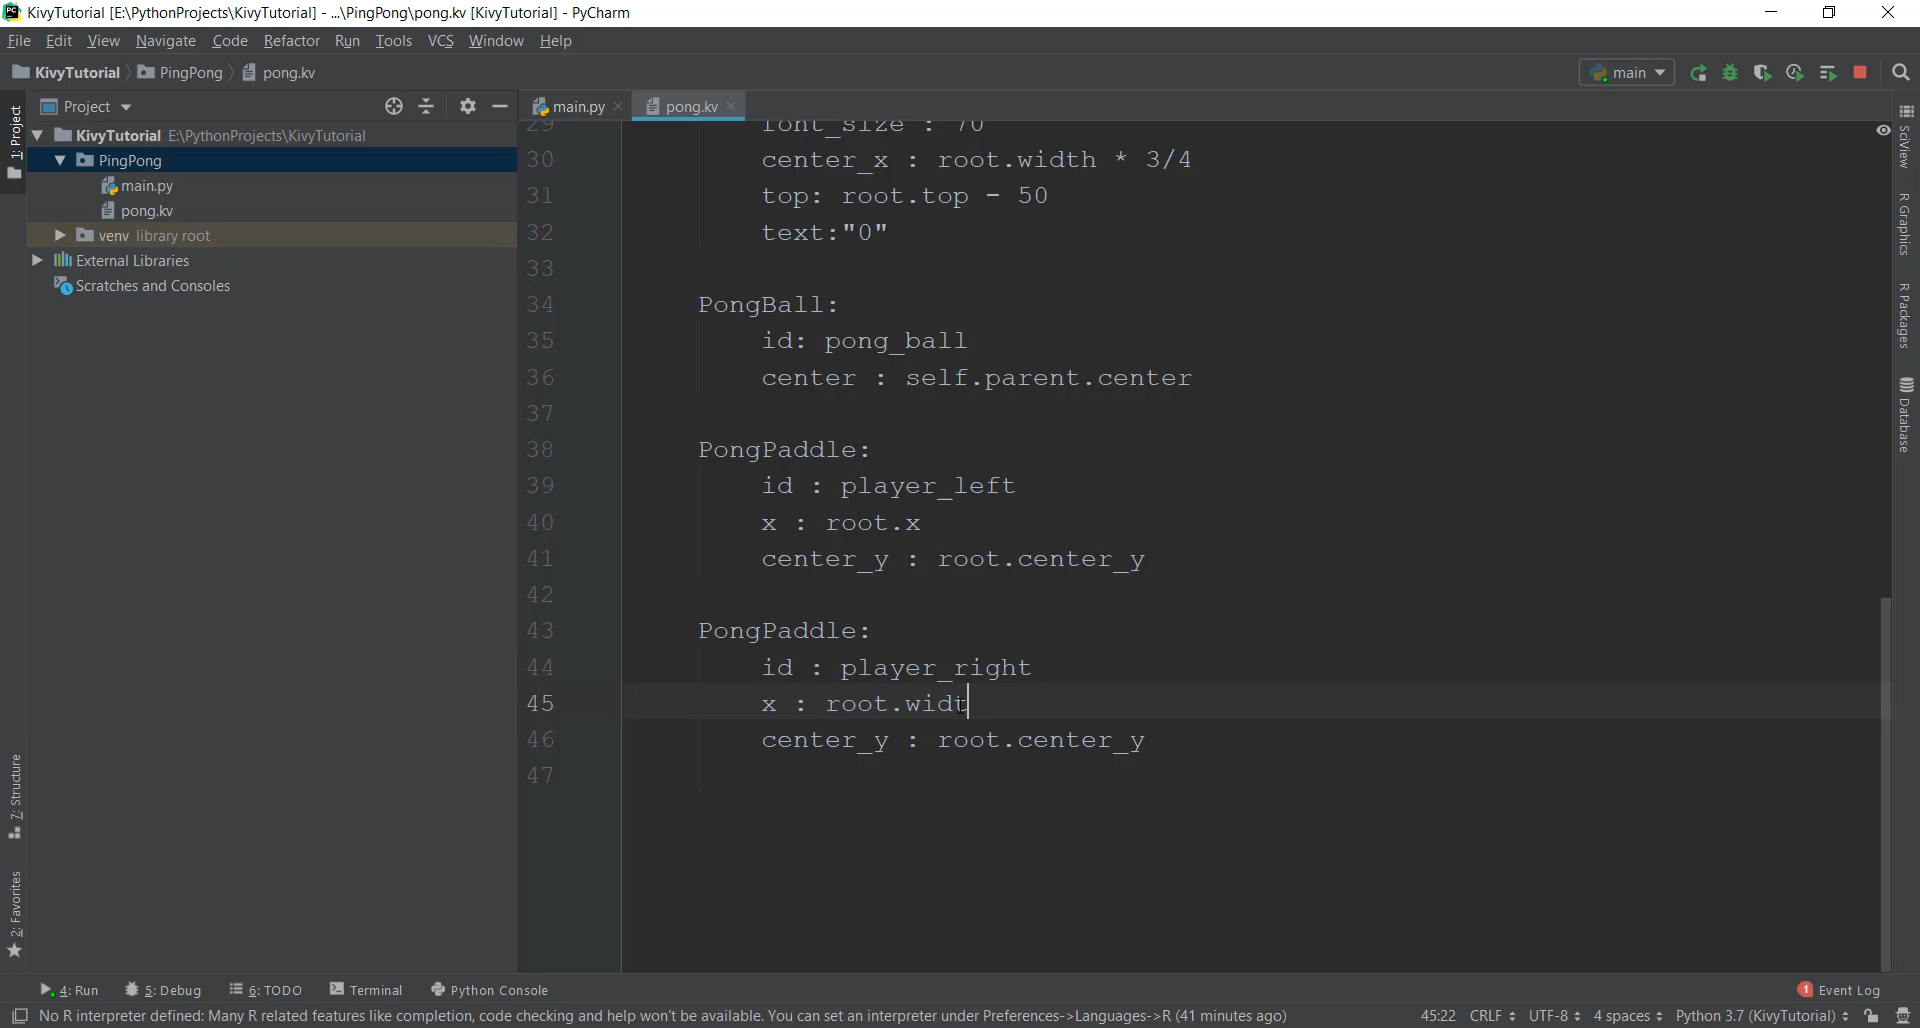 KivyTutorial [E:\PythonProjects\KivyTutorial] - ...\PingPong\pong.kv [KivyTutorial] - PyCharm
File Edit View Navigate Code Refactor Run Tools VCS Window Help
KivyTutorial PingPong pong.kv main
Project main.py pong.kv
1: Project
KivyTutorial E:\PythonProjects\KivyTutorial
PingPong
main.py
pong.kv
venv library root
External Libraries
Scratches and Consoles
29 font_size : 70
30 center_x : root.width * 3/4
31 top: root.top - 50
32 text:"0"
33
34 PongBall:
35 id: pong_ball
36 center : self.parent.center
37
38 PongPaddle:
39 id : player_left
40 x : root.x
41 center_y : root.center_y
42
43 PongPaddle:
44 id : player_right
45 x : root.widt
46 center_y : root.center_y
47
SciView
R Graphics
R Packages
Database
7: Structure
2: Favorites
4: Run 5: Debug 6: TODO Terminal Python Console 1 Event Log
No R interpreter defined: Many R related features like completion, code checking and help won't be available. You can set an interpreter under Preferences->Languages->R (41 minutes ago) 45:22 CRLF UTF-8 4 spaces Python 3.7 (KivyTutorial)